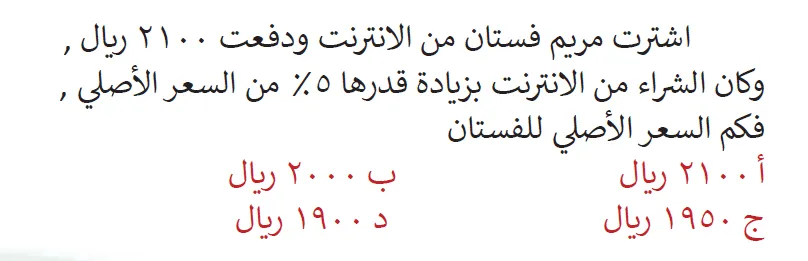 اشترت مريم فستان من الانترنت ودفعت ٢١٠٠ ريال ,
وكان الشراء من الانترنت بزيادة قدرها ٥٪ من السعر الأصلي ,
فكم السعر الأصلي للفستان
أ ٢١٠٠ ريال ب ٢٠٠٠ ريال
ج ١٩٥٠ ريال د ١٩٠٠ ريال